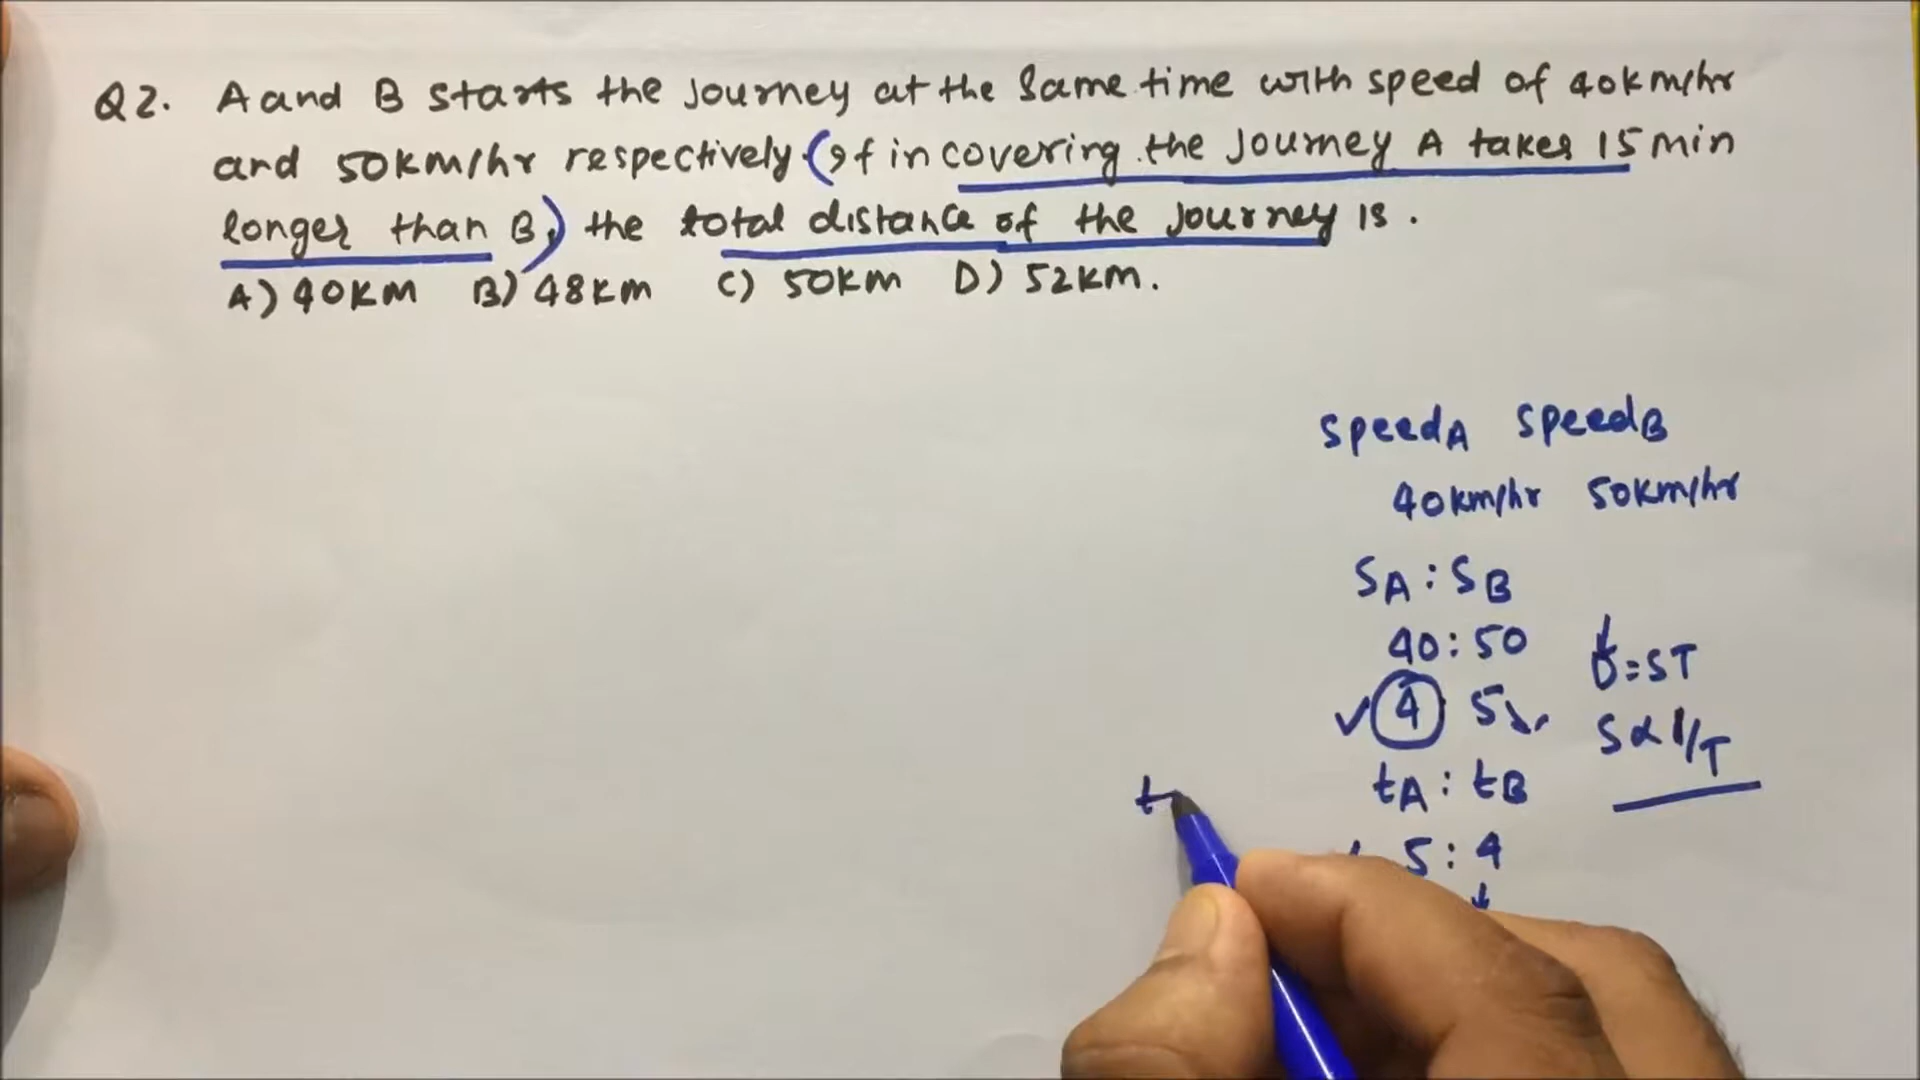 Q2. A and B starts the Journey at the same time with speed of 40km/hr
and 50km/hr respectively. (If in covering the Journey A takes 15 min
longer than B,) the total distance of the Journey is.
A) 40KM B) 48KM C) 50KM D) 52KM.
speedA speedB
40km/hr 50km/hr
SA : SB
40 : 50
D=ST
✓ 4 5
S∝1/T
tA : tB
t
5 : 4